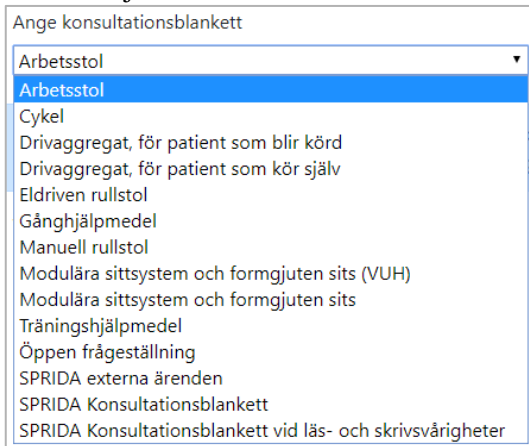 Ange konsultationsblankett
Arbetsstol
Arbetsstol
Cykel
Drivaggregat, för patient som blir körd
Drivaggregat, för patient som kör själv
Eldriven rullstol
Gånghjälpmedel
Manuell rullstol
Modulära sittsystem och formgjuten sits (VUH)
Modulära sittsystem och formgjuten sits
Träningshjälpmedel
Öppen frågeställning
SPRIDA externa ärenden
SPRIDA Konsultationsblankett
SPRIDA Konsultationsblankett vid läs- och skrivsvårigheter